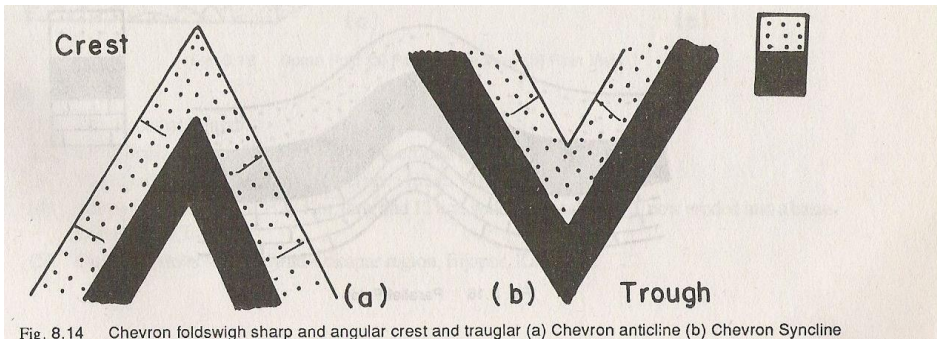 Crest
(a)
(b)
Trough
Fig. 8.14 Chevron foldswigh sharp and angular crest and trauglar (a) Chevron anticline (b) Chevron Syncline